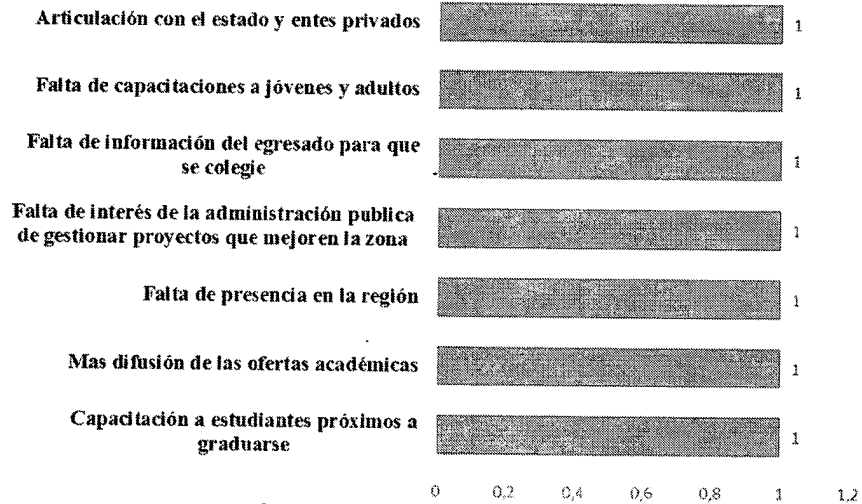 Articulación con el estado y entes privados
1
Falta de capacitaciones a jóvenes y adultos
1
Falta de información del egresado para que
se colegie
1
Falta de interés de la administración publica
de gestionar proyectos que mejoren la zona
1
Falta de presencia en la región
1
Mas difusión de las ofertas académicas
1
Capacitación a estudiantes próximos a
graduarse
1
0 0,2 0,4 0,6 0,8 1 1,2